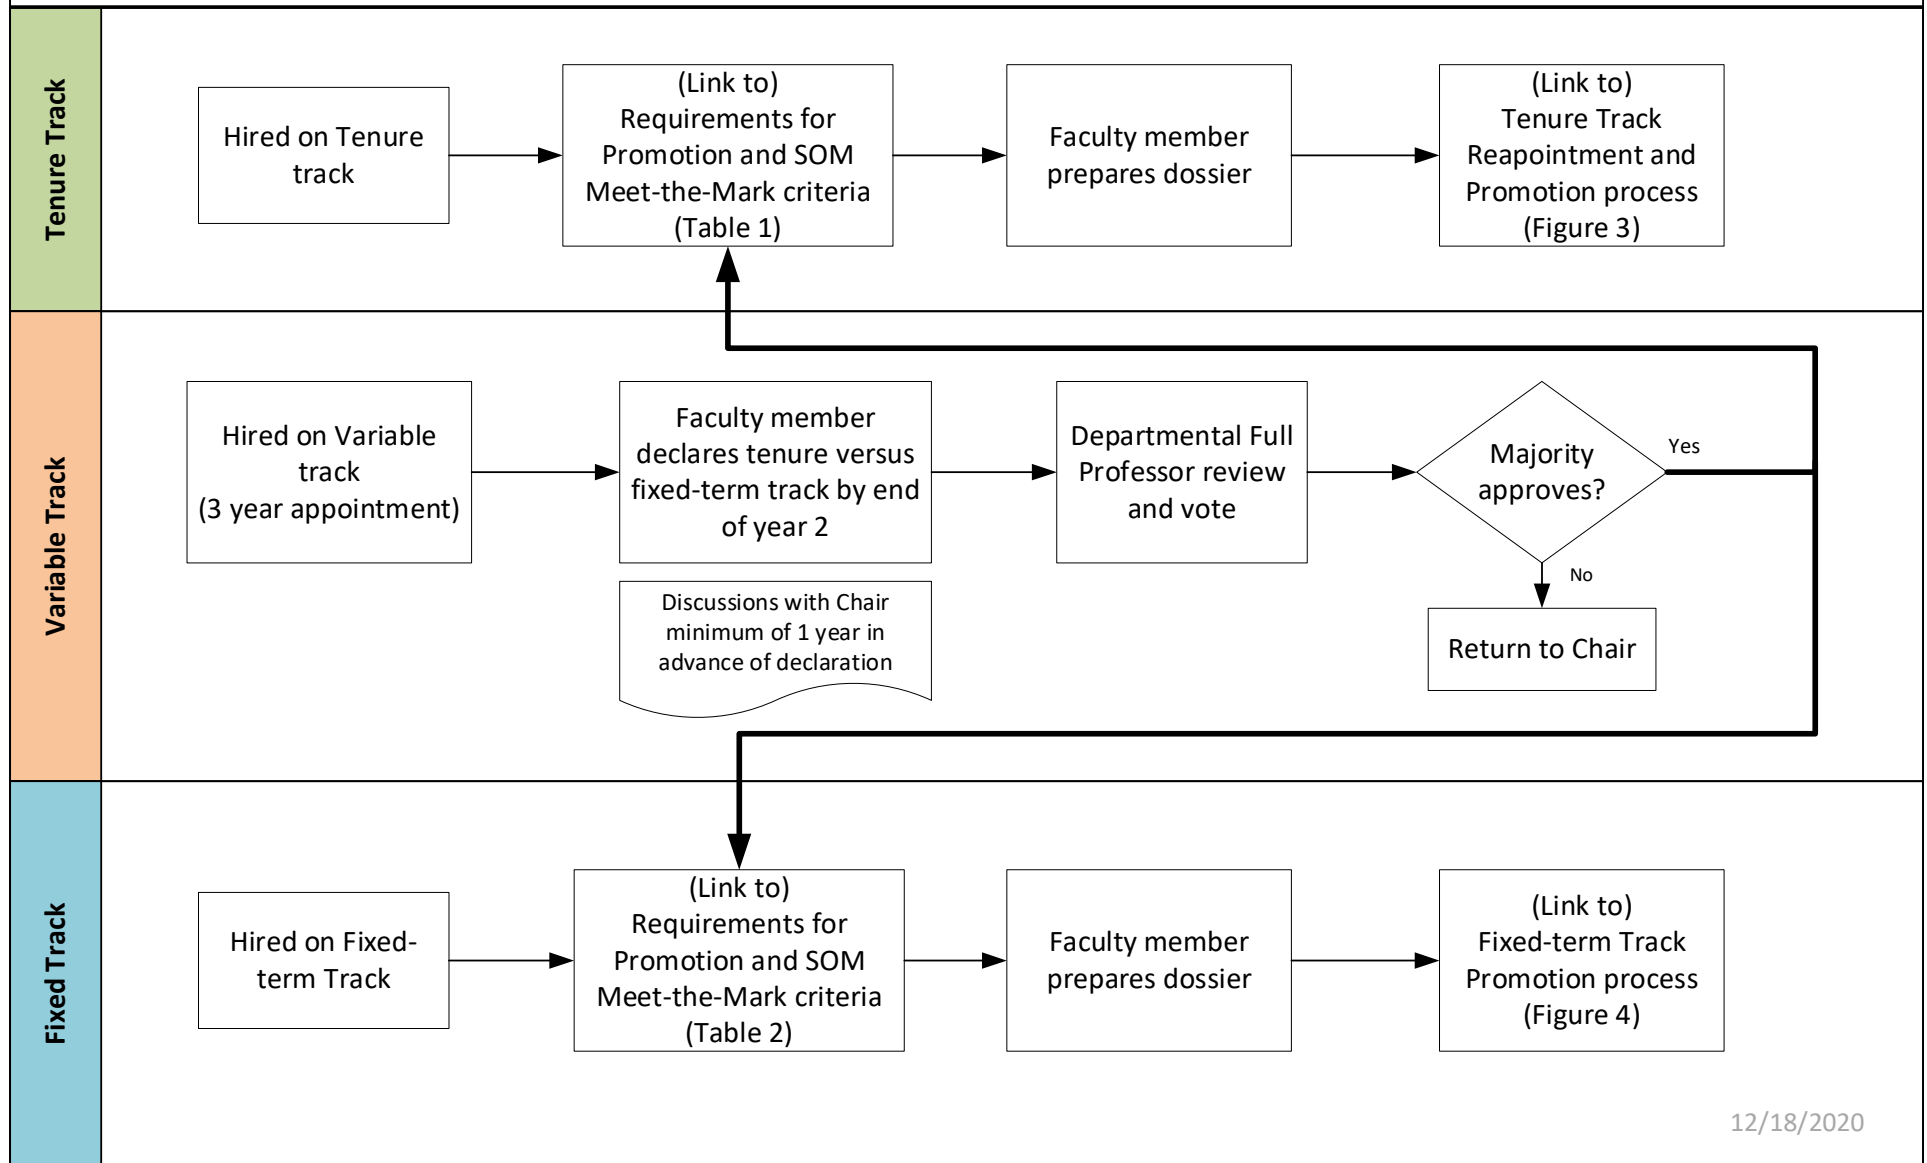 Tenure Track
Hired on Tenure
track
(Link to)
Requirements for
Promotion and SOM
Meet-the-Mark criteria
(Table 1)
Faculty member
prepares dossier
(Link to)
Tenure Track
Reapointment and
Promotion process
(Figure 3)
Variable Track
Hired on Variable
track
(3 year appointment)
Faculty member
declares tenure versus
fixed-term track by end
of year 2
Discussions with Chair
minimum of 1 year in
advance of declaration
Departmental Full
Professor review
and vote
Majority
approves?
Yes
No
Return to Chair
Fixed Track
Hired on Fixed-
term Track
(Link to)
Requirements for
Promotion and SOM
Meet-the-Mark criteria
(Table 2)
Faculty member
prepares dossier
(Link to)
Fixed-term Track
Promotion process
(Figure 4)
12/18/2020